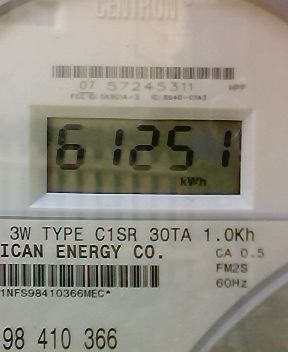 CENTRON®
07 57245311 HPP
61251
kWh
3W TYPE C1SR 30TA 1.0Kh
ICAN ENERGY CO. CA 0.5
FM2S
60Hz
1NFS98410366MEC*
98 410 366